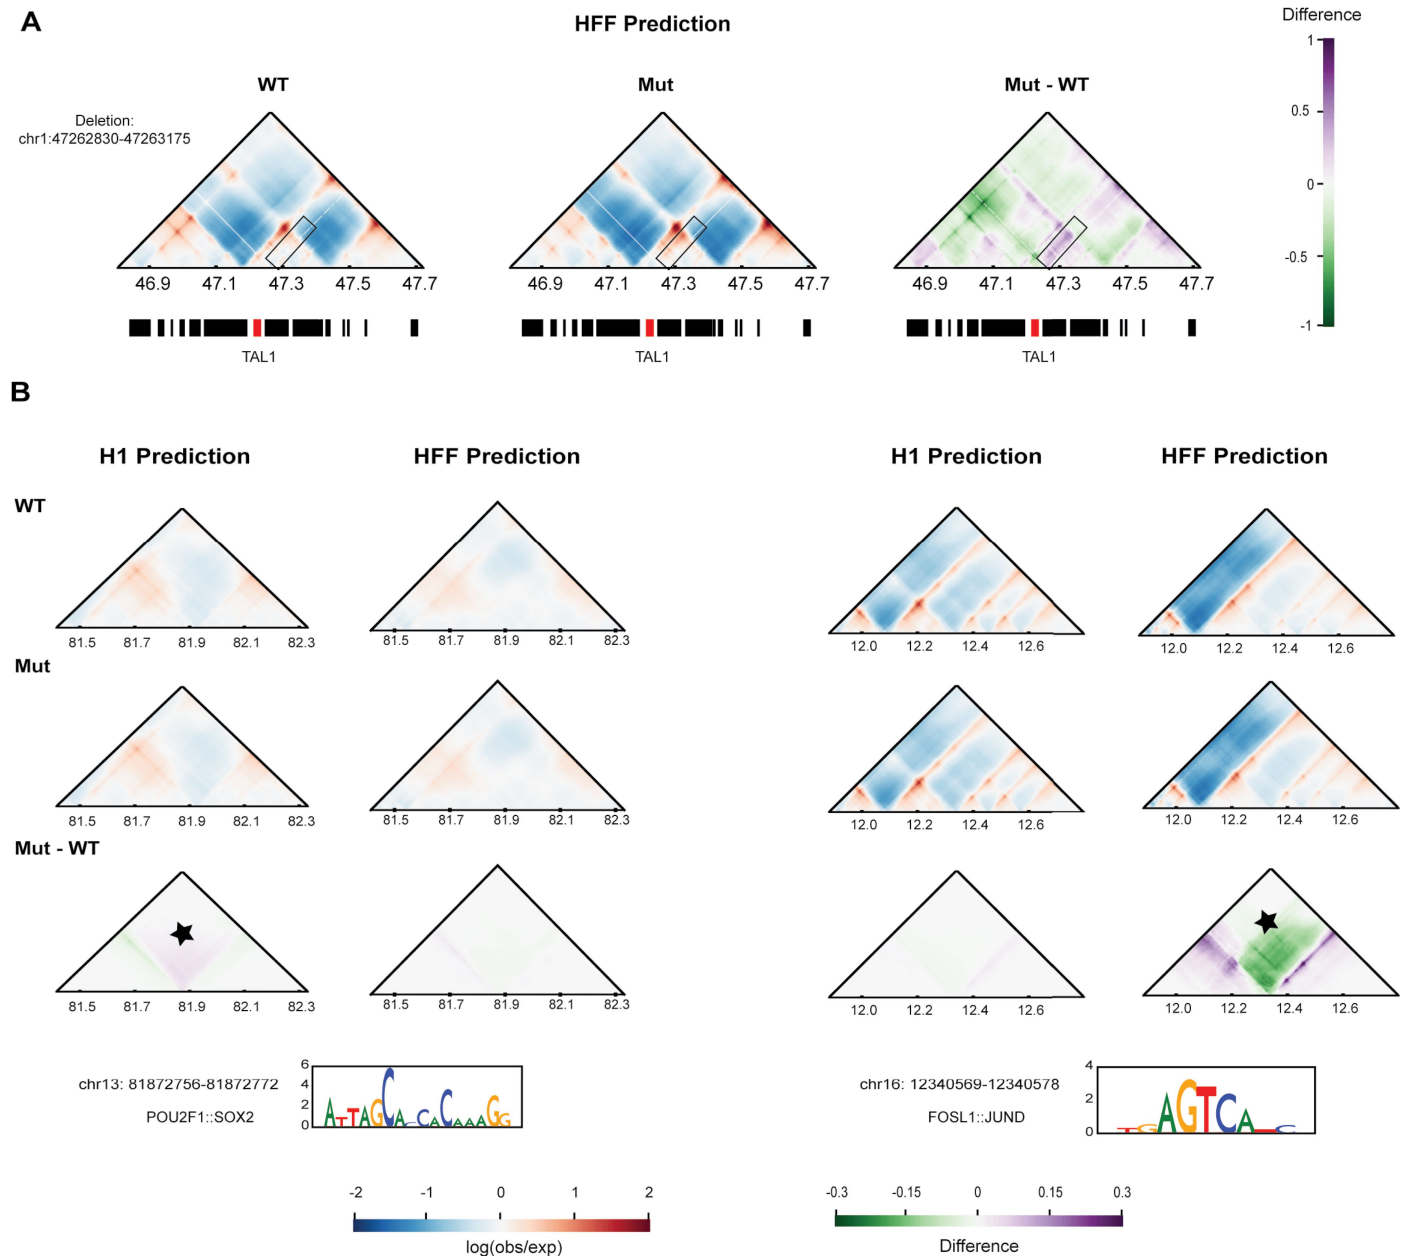 A
HFF Prediction
Difference
WT
Mut
Mut - WT
Deletion:
chr1:47262830-47263175
1
0.5
0
-0.5
-1
46.9 47.1 47.3 47.5 47.7
46.9 47.1 47.3 47.5 47.7
46.9 47.1 47.3 47.5 47.7
TAL1
TAL1
TAL1
B
H1 Prediction
HFF Prediction
H1 Prediction
HFF Prediction
WT
81.5 81.7 81.9 82.1 82.3
81.5 81.7 81.9 82.1 82.3
12.0 12.2 12.4 12.6
12.0 12.2 12.4 12.6
Mut
81.5 81.7 81.9 82.1 82.3
81.5 81.7 81.9 82.1 82.3
12.0 12.2 12.4 12.6
12.0 12.2 12.4 12.6
Mut - WT
81.5 81.7 81.9 82.1 82.3
81.5 81.7 81.9 82.1 82.3
12.0 12.2 12.4 12.6
12.0 12.2 12.4 12.6
chr13: 81872756-81872772
POU2F1::SOX2
6
4
2
0
ATTAGCACCACAAAGG
chr16: 12340569-12340578
FOSL1::JUND
4
2
0
TGAGTCATC
-2 -1 0 1 2
log(obs/exp)
-0.3 -0.15 0 0.15 0.3
Difference